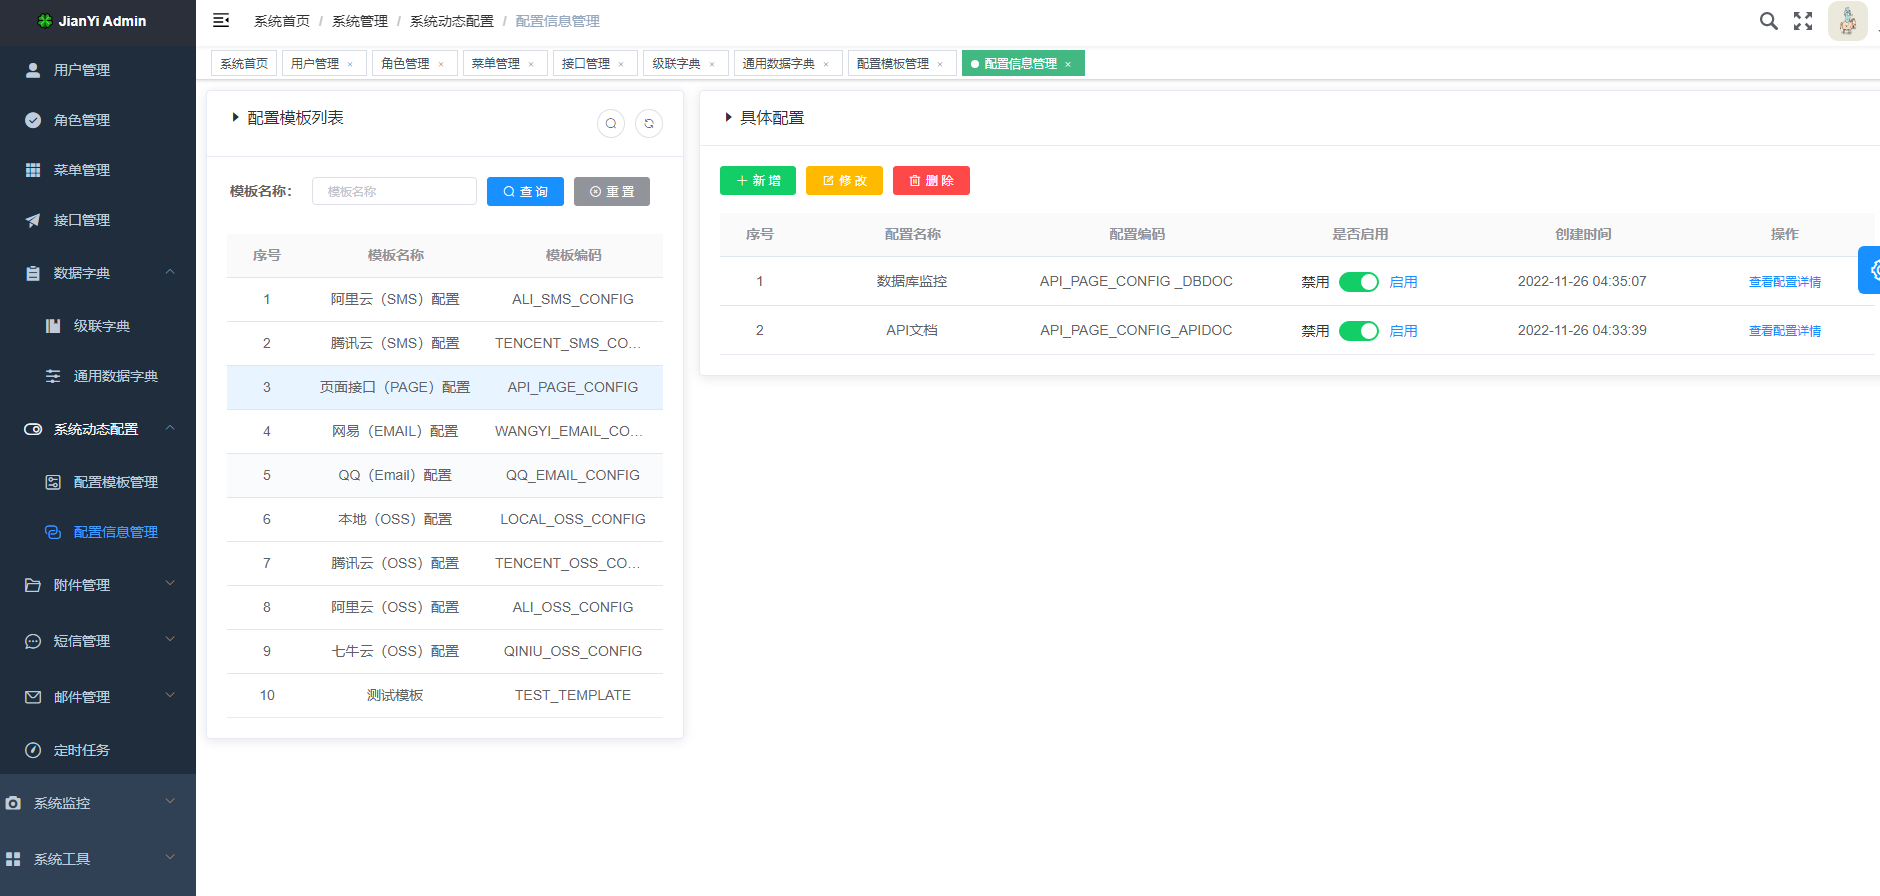 JianYi Admin
用户管理
角色管理
菜单管理
接口管理
数据字典
级联字典
通用数据字典
系统动态配置
配置模板管理
配置信息管理
附件管理
短信管理
邮件管理
定时任务
系统监控
系统工具
系统首页 / 系统管理 / 系统动态配置 / 配置信息管理
系统首页 用户管理 × 角色管理 × 菜单管理 × 接口管理 × 级联字典 × 通用数据字典 × 配置模板管理 × 配置信息管理 ×
配置模板列表
模板名称： 模板名称 查 询 重 置
序号 模板名称 模板编码
1 阿里云（SMS）配置 ALI_SMS_CONFIG
2 腾讯云（SMS）配置 TENCENT_SMS_CO...
3 页面接口（PAGE）配置 API_PAGE_CONFIG
4 网易（EMAIL）配置 WANGYI_EMAIL_CO...
5 QQ（Email）配置 QQ_EMAIL_CONFIG
6 本地（OSS）配置 LOCAL_OSS_CONFIG
7 腾讯云（OSS）配置 TENCENT_OSS_CO...
8 阿里云（OSS）配置 ALI_OSS_CONFIG
9 七牛云（OSS）配置 QINIU_OSS_CONFIG
10 测试模板 TEST_TEMPLATE
具体配置
新 增 修 改 删 除
序号 配置名称 配置编码 是否启用 创建时间 操作
1 数据库监控 API_PAGE_CONFIG _DBDOC 禁用 启用 2022-11-26 04:35:07 查看配置详情
2 API文档 API_PAGE_CONFIG_APIDOC 禁用 启用 2022-11-26 04:33:39 查看配置详情